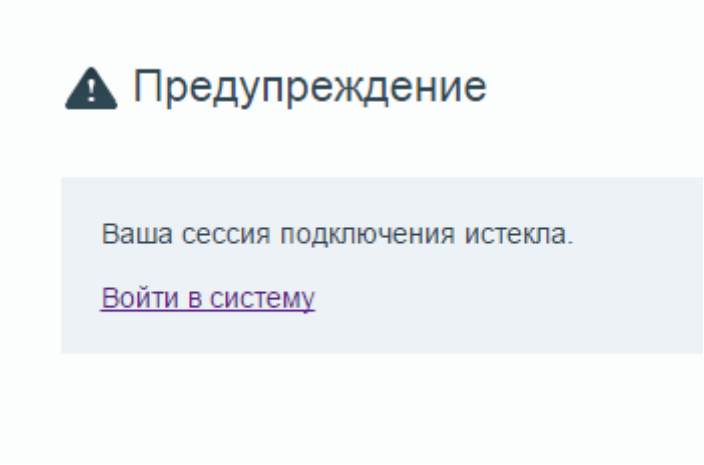 Предупреждение
Ваша сессия подключения истекла.
Войти в систему